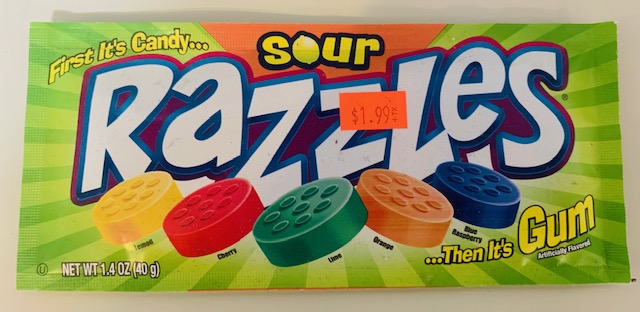 First It's Candy...
sour
RAZZLES®
$1.99
Lemon
Cherry
Lime
Orange
Blue
Raspberry
...Then It's Gum
Artificially Flavored
U
NET WT 1.4 OZ (40 g)